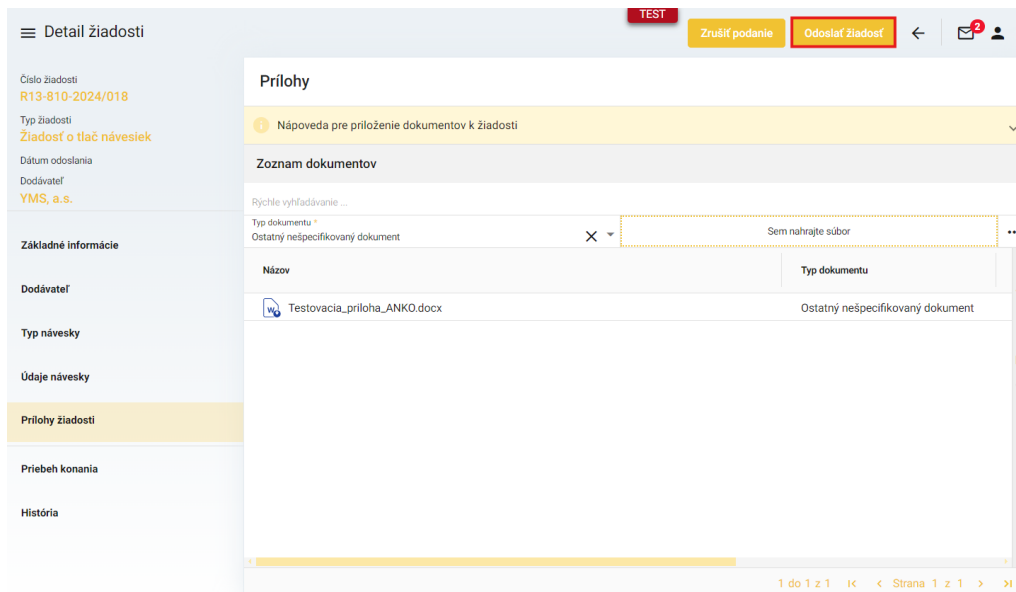 TEST
Detail žiadosti
Zrušiť podanie
Odoslať žiadosť
2
Číslo žiadosti
R13-810-2024/018
Typ žiadosti
Žiadosť o tlač návesiek
Dátum odoslania
Dodávateľ
YMS, a.s.
Základné informácie
Dodávateľ
Typ návesky
Údaje návesky
Prílohy žiadosti
Priebeh konania
História
Prílohy
Nápoveda pre priloženie dokumentov k žiadosti
Zoznam dokumentov
Rýchle vyhľadávanie ...
Typ dokumentu *
Ostatný nešpecifikovaný dokument
Sem nahrajte súbor
Názov
Typ dokumentu
Testovacia_priloha_ANKO.docx
Ostatný nešpecifikovaný dokument
1 do 1 z 1
Strana 1 z 1